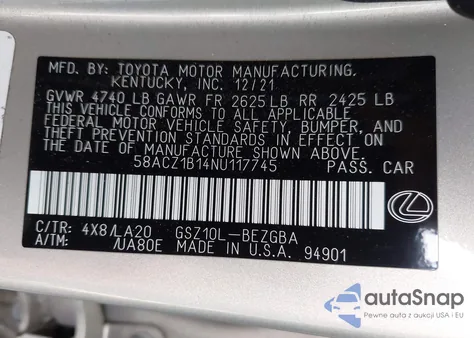 MFD. BY: TOYOTA MOTOR MANUFACTURING.
KENTUCKY, INC. 12/21
GVWR 4740 LB GAWR FR 2625 LB RR 2425 LB
THIS VEHICLE CONFORMS TO ALL APPLICABLE
FEDERAL MOTOR VEHICLE SAFETY, BUMPER, AND
THEFT PREVENTION STANDARDS IN EFFECT ON
THE DATE OF MANUFACTURE SHOWN ABOVE.
58ACZ1B14NU117745 PASS. CAR
C/TR: 4X8/LA20 GSZ10L-BEZGBA
A/TM: /UA80E MADE IN U.S.A. 94901
autoSnap
Pewne auta z aukcji USA i EU